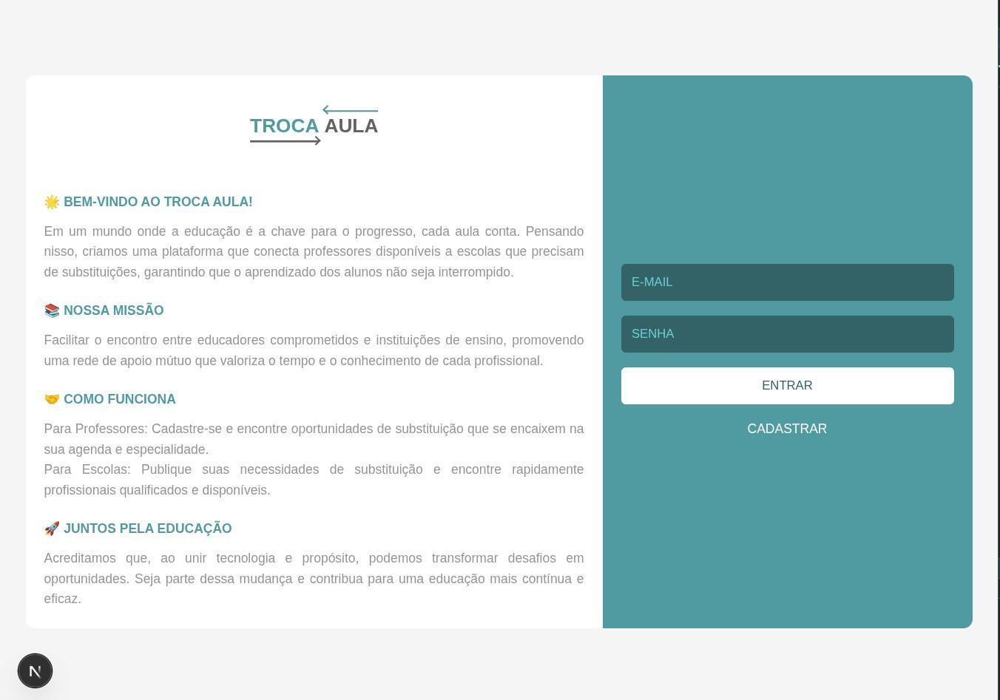 TROCA AULA
🌟 BEM-VINDO AO TROCA AULA!
Em um mundo onde a educação é a chave para o progresso, cada aula conta. Pensando
nisso, criamos uma plataforma que conecta professores disponíveis a escolas que precisam
de substituições, garantindo que o aprendizado dos alunos não seja interrompido.
📚 NOSSA MISSÃO
Facilitar o encontro entre educadores comprometidos e instituições de ensino, promovendo
uma rede de apoio mútuo que valoriza o tempo e o conhecimento de cada profissional.
🤝 COMO FUNCIONA
Para Professores: Cadastre-se e encontre oportunidades de substituição que se encaixem na
sua agenda e especialidade.
Para Escolas: Publique suas necessidades de substituição e encontre rapidamente
profissionais qualificados e disponíveis.
🚀 JUNTOS PELA EDUCAÇÃO
Acreditamos que, ao unir tecnologia e propósito, podemos transformar desafios em
oportunidades. Seja parte dessa mudança e contribua para uma educação mais contínua e
eficaz.
E-MAIL
SENHA
ENTRAR
CADASTRAR
N